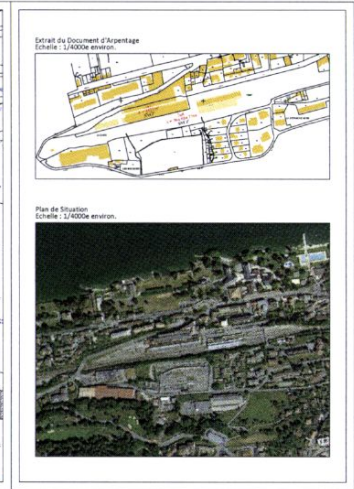 Extrait du Document d'Arpentage
Echelle : 1/4000e environ.
Plan de Situation
Echelle : 1/4000e environ.